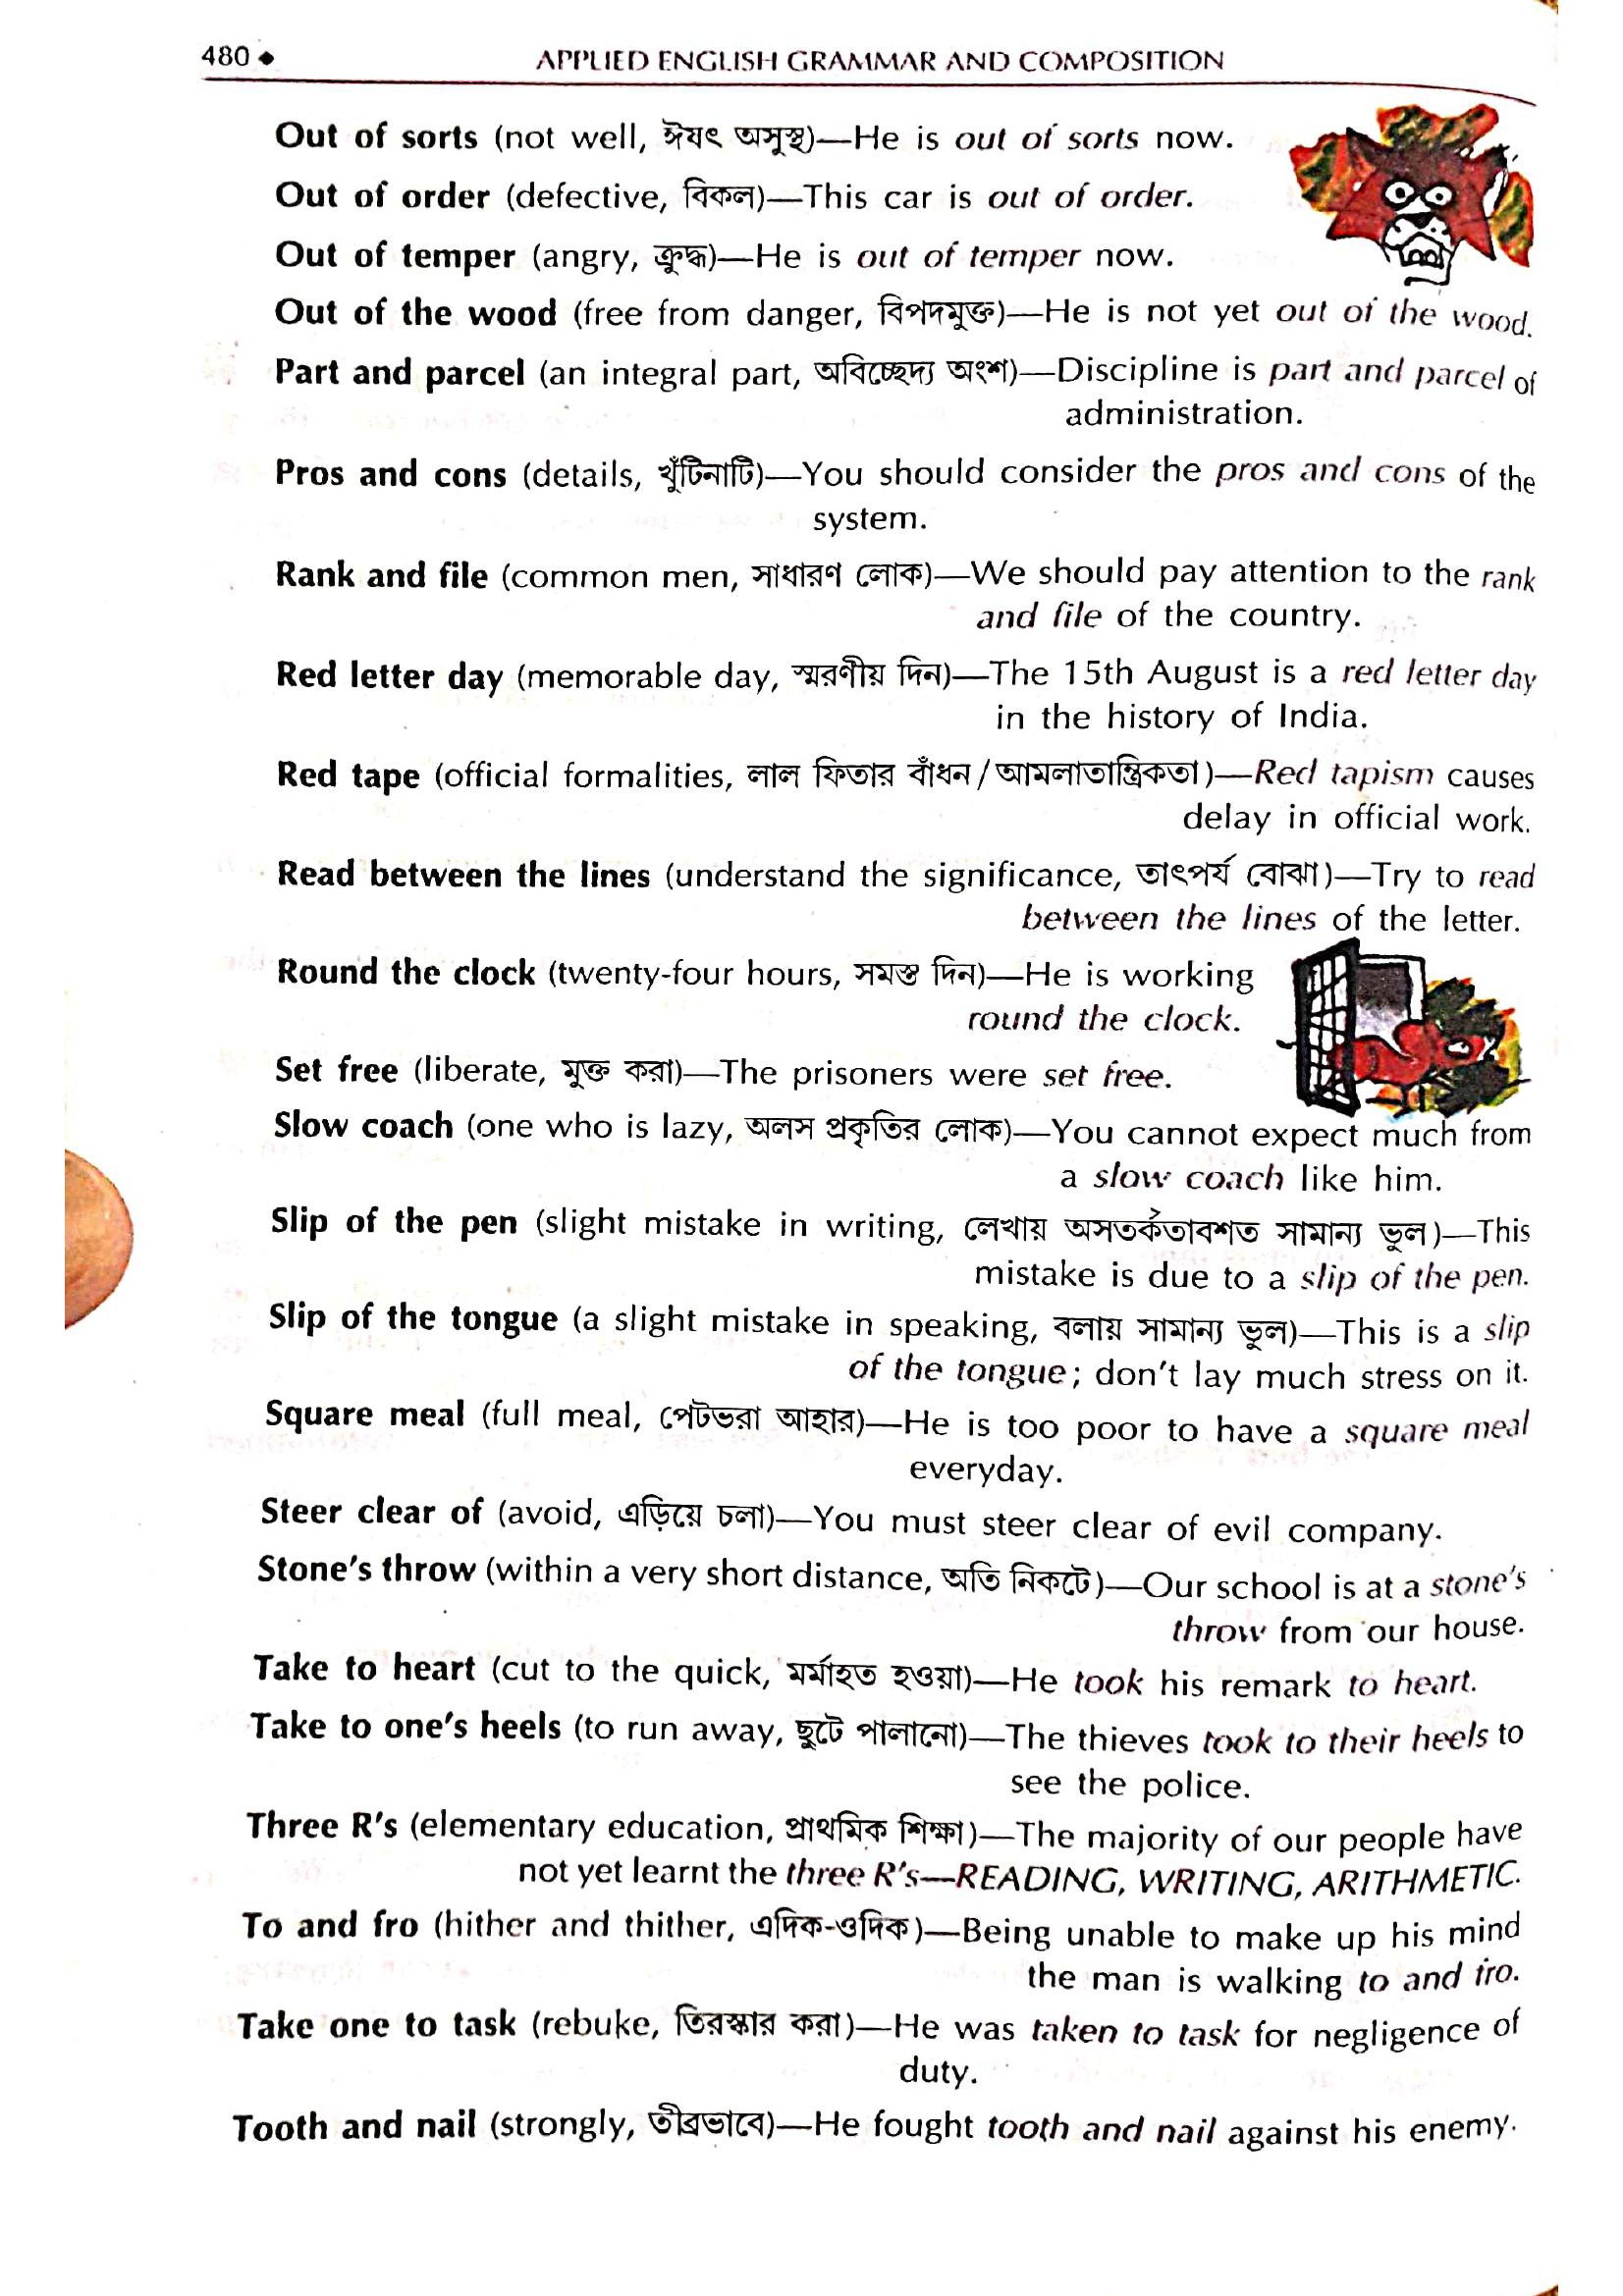 480 ◆ APPLIED ENGLISH GRAMMAR AND COMPOSITION
Out of sorts (not well, ঈষৎ অসুস্থ)—He is out of sorts now.
Out of order (defective, বিকল)—This car is out of order.
Out of temper (angry, ক্রুদ্ধ)—He is out of temper now.
Out of the wood (free from danger, বিপদমুক্ত)—He is not yet out of the wood.
Part and parcel (an integral part, অবিচ্ছেদ্য অংশ)—Discipline is part and parcel of
administration.
Pros and cons (details, খুঁটিনাটি)—You should consider the pros and cons of the
system.
Rank and file (common men, সাধারণ লোক)—We should pay attention to the rank
and file of the country.
Red letter day (memorable day, স্মরণীয় দিন)—The 15th August is a red letter day
in the history of India.
Red tape (official formalities, লাল ফিতার বাঁধন/আমলাতান্ত্রিকতা)—Red tapism causes
delay in official work.
Read between the lines (understand the significance, তাৎপর্য বোঝা)—Try to read
between the lines of the letter.
Round the clock (twenty-four hours, সমস্ত দিন)—He is working
round the clock.
Set free (liberate, মুক্ত করা)—The prisoners were set free.
Slow coach (one who is lazy, অলস প্রকৃতির লোক)—You cannot expect much from
a slow coach like him.
Slip of the pen (slight mistake in writing, লেখায় অসতর্কতাবশত সামান্য ভুল)—This
mistake is due to a slip of the pen.
Slip of the tongue (a slight mistake in speaking, বলায় সামান্য ভুল)—This is a slip
of the tongue; don't lay much stress on it.
Square meal (full meal, পেটভরা আহার)—He is too poor to have a square meal
everyday.
Steer clear of (avoid, এড়িয়ে চলা)—You must steer clear of evil company.
Stone's throw (within a very short distance, অতি নিকটে)—Our school is at a stone's
throw from our house.
Take to heart (cut to the quick, মর্মাহত হওয়া)—He took his remark to heart.
Take to one's heels (to run away, ছুটে পালানো)—The thieves took to their heels to
see the police.
Three R's (elementary education, প্রাথমিক শিক্ষা)—The majority of our people have
not yet learnt the three R's—READING, WRITING, ARITHMETIC.
To and fro (hither and thither, এদিক-ওদিক)—Being unable to make up his mind
the man is walking to and fro.
Take one to task (rebuke, তিরস্কার করা)—He was taken to task for negligence of
duty.
Tooth and nail (strongly, তীব্রভাবে)—He fought tooth and nail against his enemy.